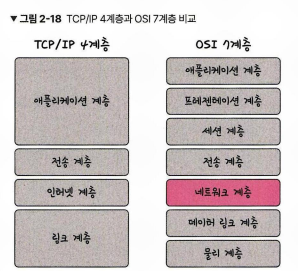 ▼ 그림 2-18 TCP/IP 4계층과 OSI 7계층 비교
TCP/IP 4계층
애플리케이션 계층
전송 계층
인터넷 계층
링크 계층
OSI 7계층
애플리케이션 계층
프레젠테이션 계층
세션 계층
전송 계층
네트워크 계층
데이터 링크 계층
물리 계층